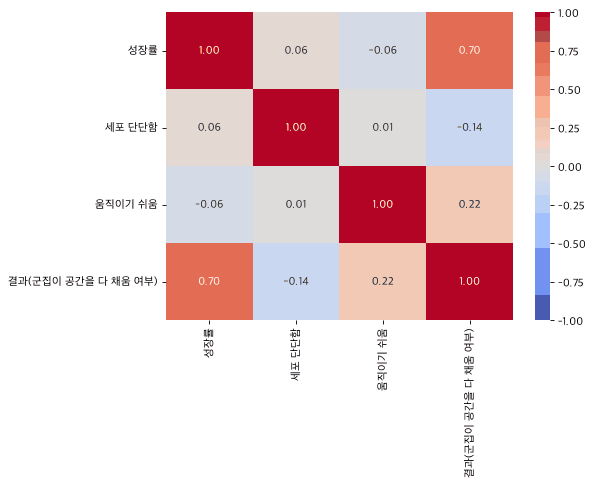 성장률 1.00 0.06 -0.06 0.70
세포 단단함 0.06 1.00 0.01 -0.14
움직이기 쉬움 -0.06 0.01 1.00 0.22
결과(군집이 공간을 다 채움 여부) 0.70 -0.14 0.22 1.00
성장률
세포 단단함
움직이기 쉬움
결과(군집이 공간을 다 채움 여부)
1.00
0.75
0.50
0.25
0.00
-0.25
-0.50
-0.75
-1.00